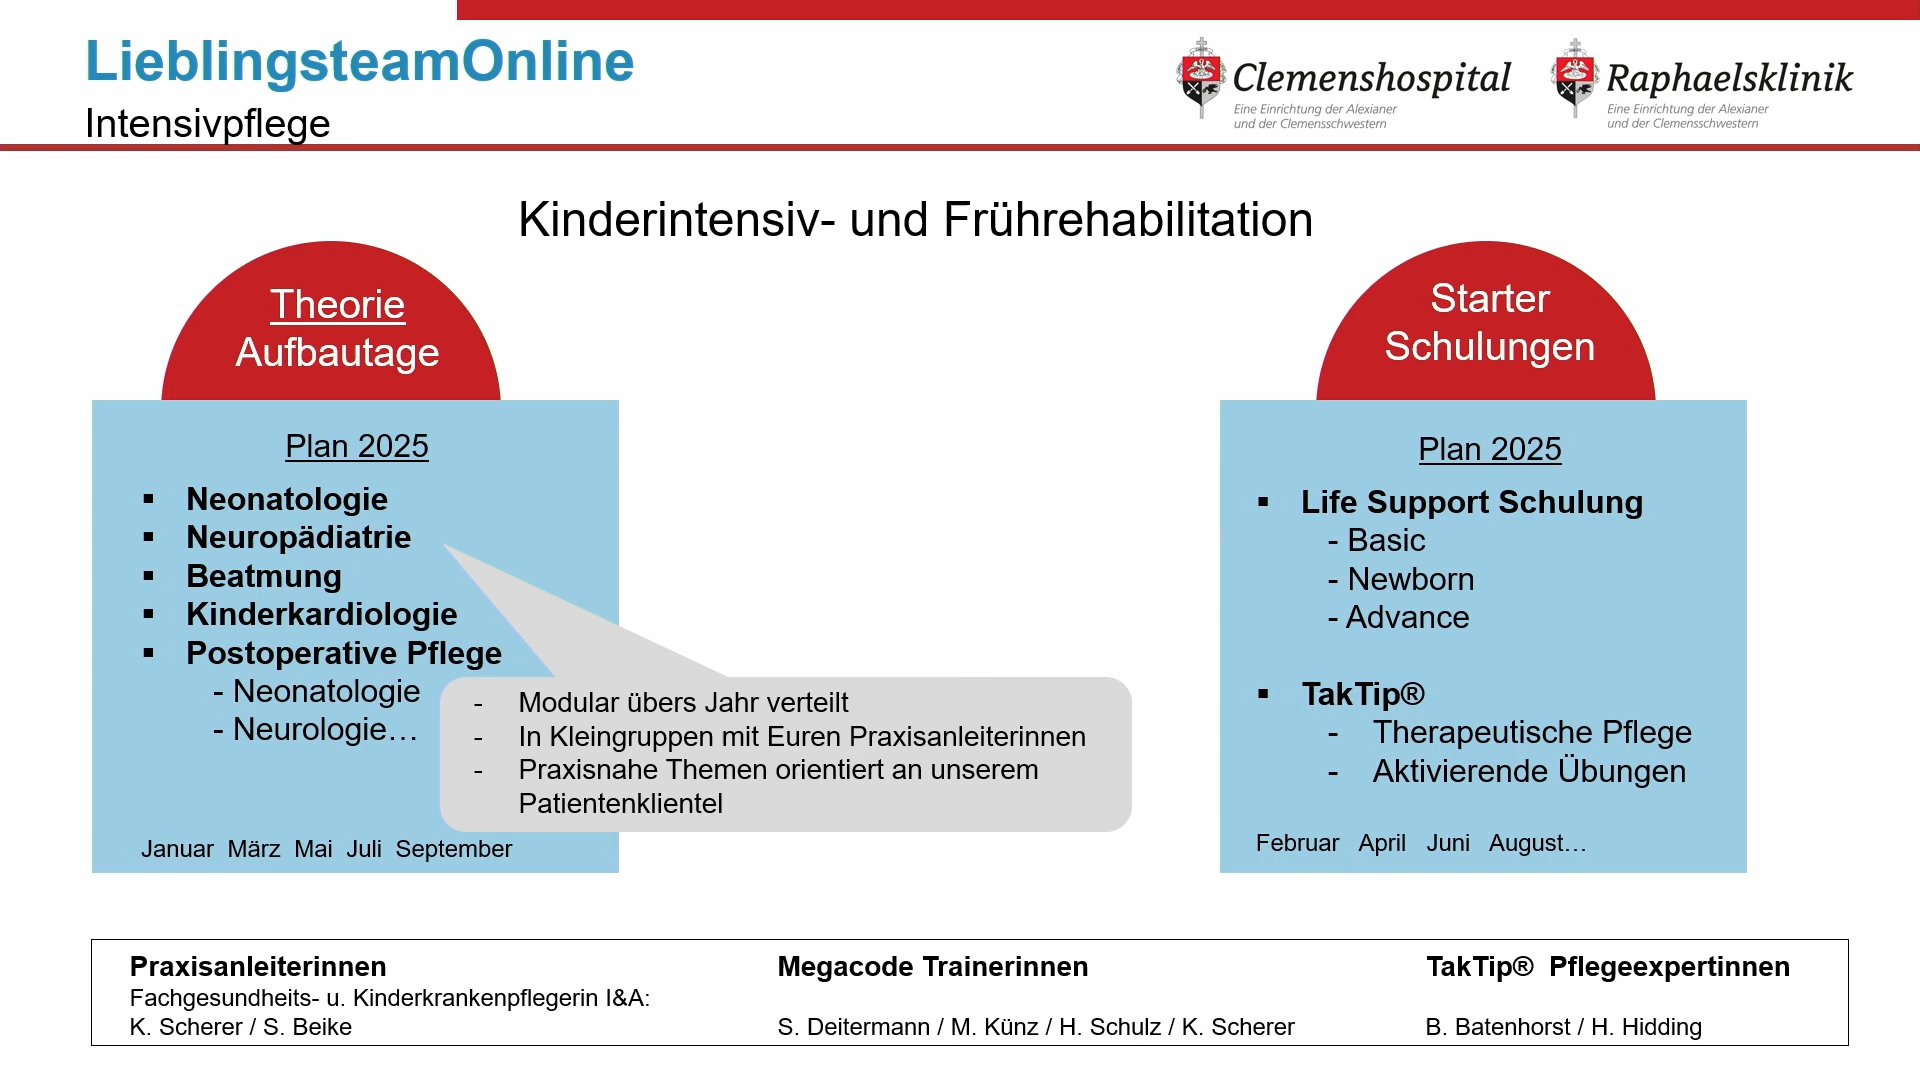 LieblingsteamOnline
Intensivpflege
Clemenshospital
Eine Einrichtung der Alexianer
und der Clemensschwestern
Raphaelsklinik
Eine Einrichtung der Alexianer
und der Clemensschwestern
Kinderintensiv- und Frührehabilitation
Theorie
Aufbautage
Plan 2025
▪ Neonatologie
▪ Neuropädiatrie
▪ Beatmung
▪ Kinderkardiologie
▪ Postoperative Pflege
- Neonatologie
- Neurologie…
Januar März Mai Juli September
- Modular übers Jahr verteilt
- In Kleingruppen mit Euren Praxisanleiterinnen
- Praxisnahe Themen orientiert an unserem
Patientenklientel
Starter
Schulungen
Plan 2025
▪ Life Support Schulung
- Basic
- Newborn
- Advance
▪ TakTip®
- Therapeutische Pflege
- Aktivierende Übungen
Februar April Juni August…
Praxisanleiterinnen
Fachgesundheits- u. Kinderkrankenpflegerin I&A:
K. Scherer / S. Beike
Megacode Trainerinnen
S. Deitermann / M. Künz / H. Schulz / K. Scherer
TakTip® Pflegeexpertinnen
B. Batenhorst / H. Hidding